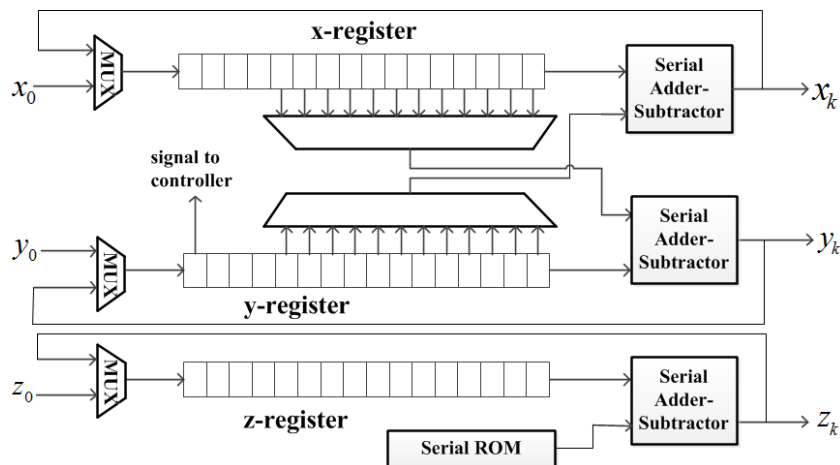 x-register
MUX
x₀
Serial
Adder-
Subtractor
xₖ
signal to
controller
y₀
MUX
Serial
Adder-
Subtractor
yₖ
y-register
MUX
z₀
z-register
Serial
Adder-
Subtractor
zₖ
Serial ROM